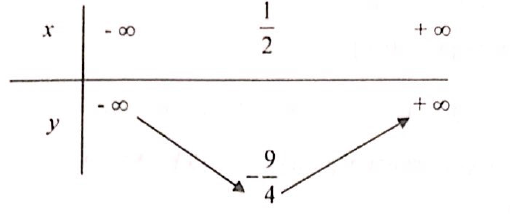 x - ∞ 1/2 + ∞
y - ∞ -9/4 + ∞